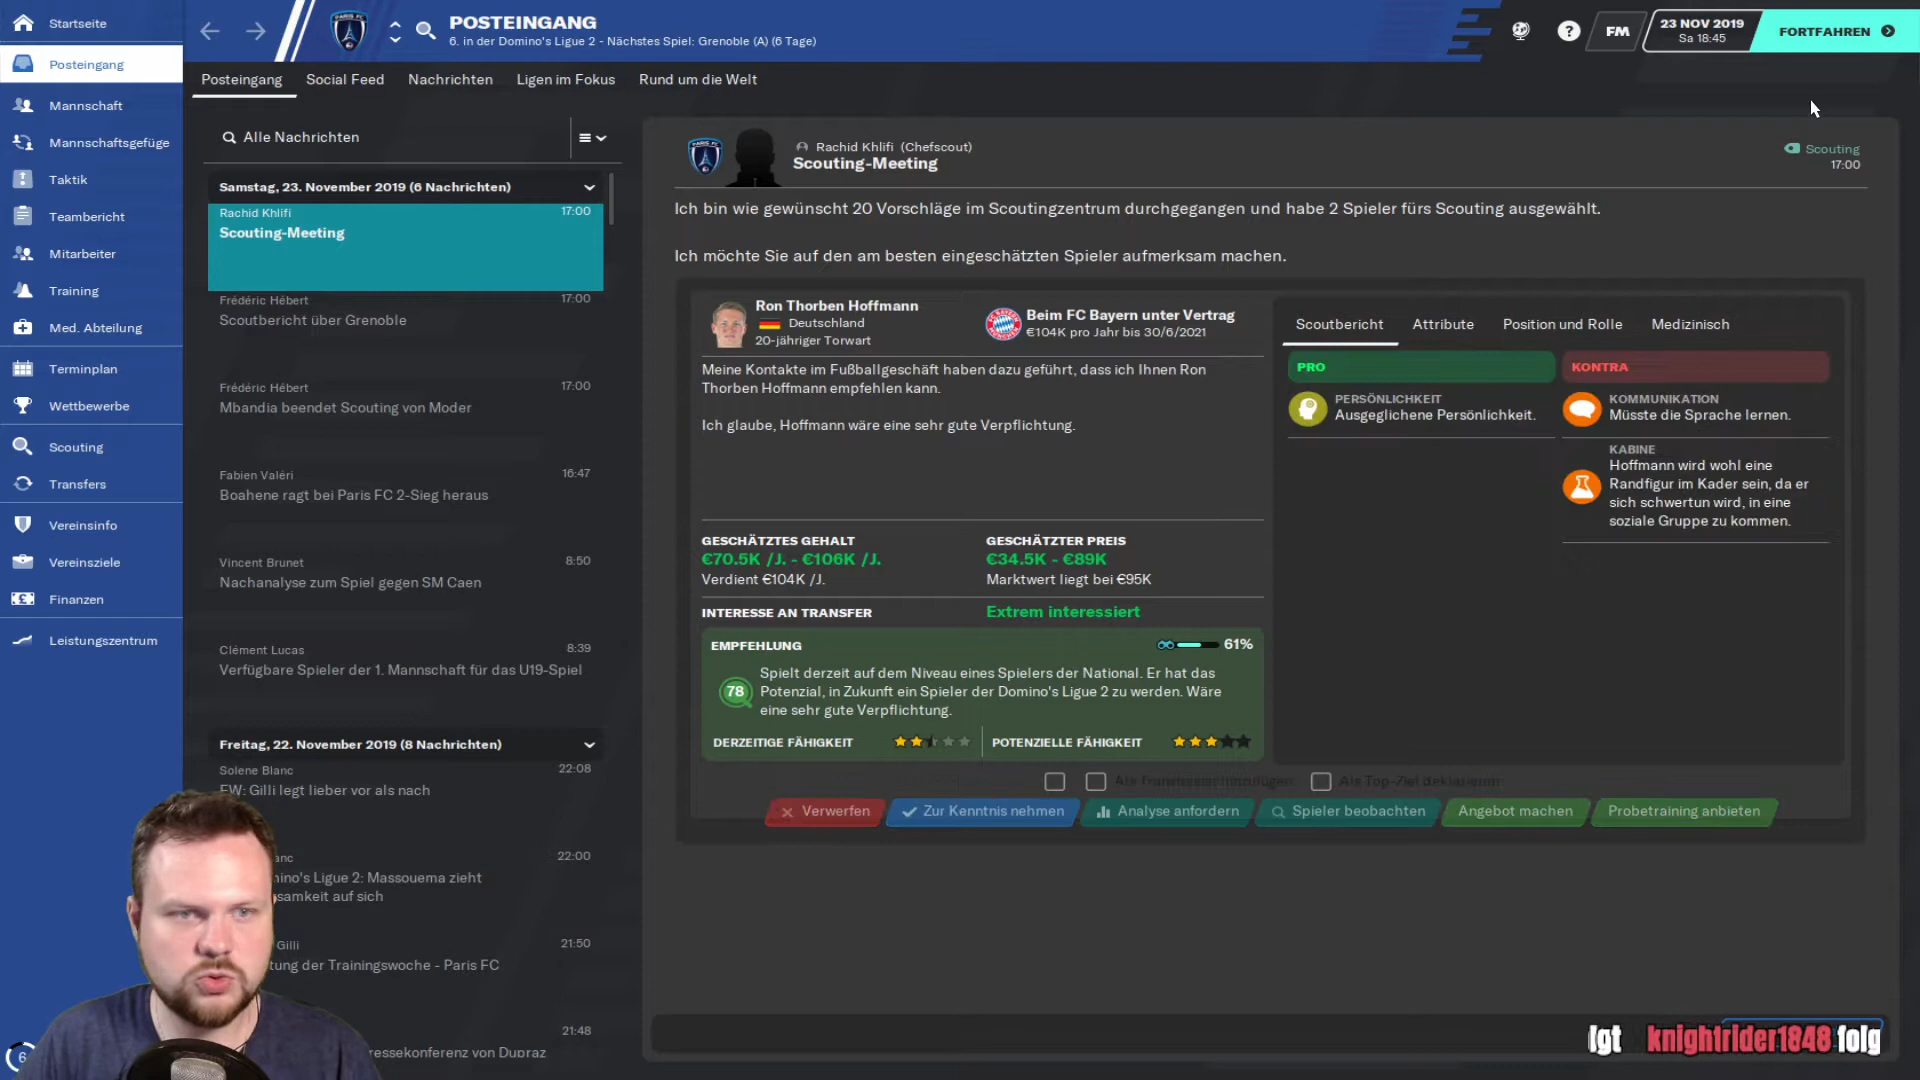 Startseite
Posteingang
Mannschaft
Mannschaftsgefüge
Taktik
Teambericht
Mitarbeiter
Training
Med. Abteilung
Terminplan
Wettbewerbe
Scouting
Transfers
Vereinsinfo
Vereinsziele
Finanzen
Leistungszentrum
POSTEINGANG
6. in der Domino's Ligue 2 - Nächstes Spiel: Grenoble (A) (6 Tage)
FM
23 NOV 2019
Sa 18:45
FORTFAHREN
Posteingang Social Feed Nachrichten Ligen im Fokus Rund um die Welt
Alle Nachrichten
Samstag, 23. November 2019 (6 Nachrichten)
Rachid Khlifi 17:00
Scouting-Meeting
Frédéric Hébert 17:00
Scoutbericht über Grenoble
Frédéric Hébert 17:00
Mbandia beendet Scouting von Moder
Fabien Valéri 16:47
Boahene ragt bei Paris FC 2-Sieg heraus
Vincent Brunet 8:50
Nachanalyse zum Spiel gegen SM Caen
Clément Lucas 8:39
Verfügbare Spieler der 1. Mannschaft für das U19-Spiel
Freitag, 22. November 2019 (8 Nachrichten)
Solene Blanc 22:08
FW: Gilli legt lieber vor als nach
anc 22:00
nino's Ligue 2: Massouema zieht
samkeit auf sich
Gilli 21:50
tung der Trainingswoche - Paris FC
21:48
ressekonferenz von Dupraz
Rachid Khlifi (Chefscout)
Scouting-Meeting
Scouting
17:00
Ich bin wie gewünscht 20 Vorschläge im Scoutingzentrum durchgegangen und habe 2 Spieler fürs Scouting ausgewählt.
Ich möchte Sie auf den am besten eingeschätzten Spieler aufmerksam machen.
Ron Thorben Hoffmann
Deutschland
20-jähriger Torwart
Beim FC Bayern unter Vertrag
€104K pro Jahr bis 30/6/2021
Meine Kontakte im Fußballgeschäft haben dazu geführt, dass ich Ihnen Ron
Thorben Hoffmann empfehlen kann.
Ich glaube, Hoffmann wäre eine sehr gute Verpflichtung.
GESCHÄTZTES GEHALT
€70.5K /J. - €106K /J.
Verdient €104K /J.
GESCHÄTZTER PREIS
€34.5K - €89K
Marktwert liegt bei €95K
INTERESSE AN TRANSFER Extrem interessiert
EMPFEHLUNG 61%
78
Spielt derzeit auf dem Niveau eines Spielers der National. Er hat das
Potenzial, in Zukunft ein Spieler der Domino's Ligue 2 zu werden. Wäre
eine sehr gute Verpflichtung.
DERZEITIGE FÄHIGKEIT POTENZIELLE FÄHIGKEIT
Scoutbericht Attribute Position und Rolle Medizinisch
PRO
PERSÖNLICHKEIT
Ausgeglichene Persönlichkeit.
KONTRA
KOMMUNIKATION
Müsste die Sprache lernen.
KABINE
Hoffmann wird wohl eine
Randfigur im Kader sein, da er
sich schwertun wird, in eine
soziale Gruppe zu kommen.
Als Top-Ziel deklarieren
Verwerfen Zur Kenntnis nehmen Analyse anfordern Spieler beobachten Angebot machen Probetraining anbieten
lgt knightrider1848 folg
6